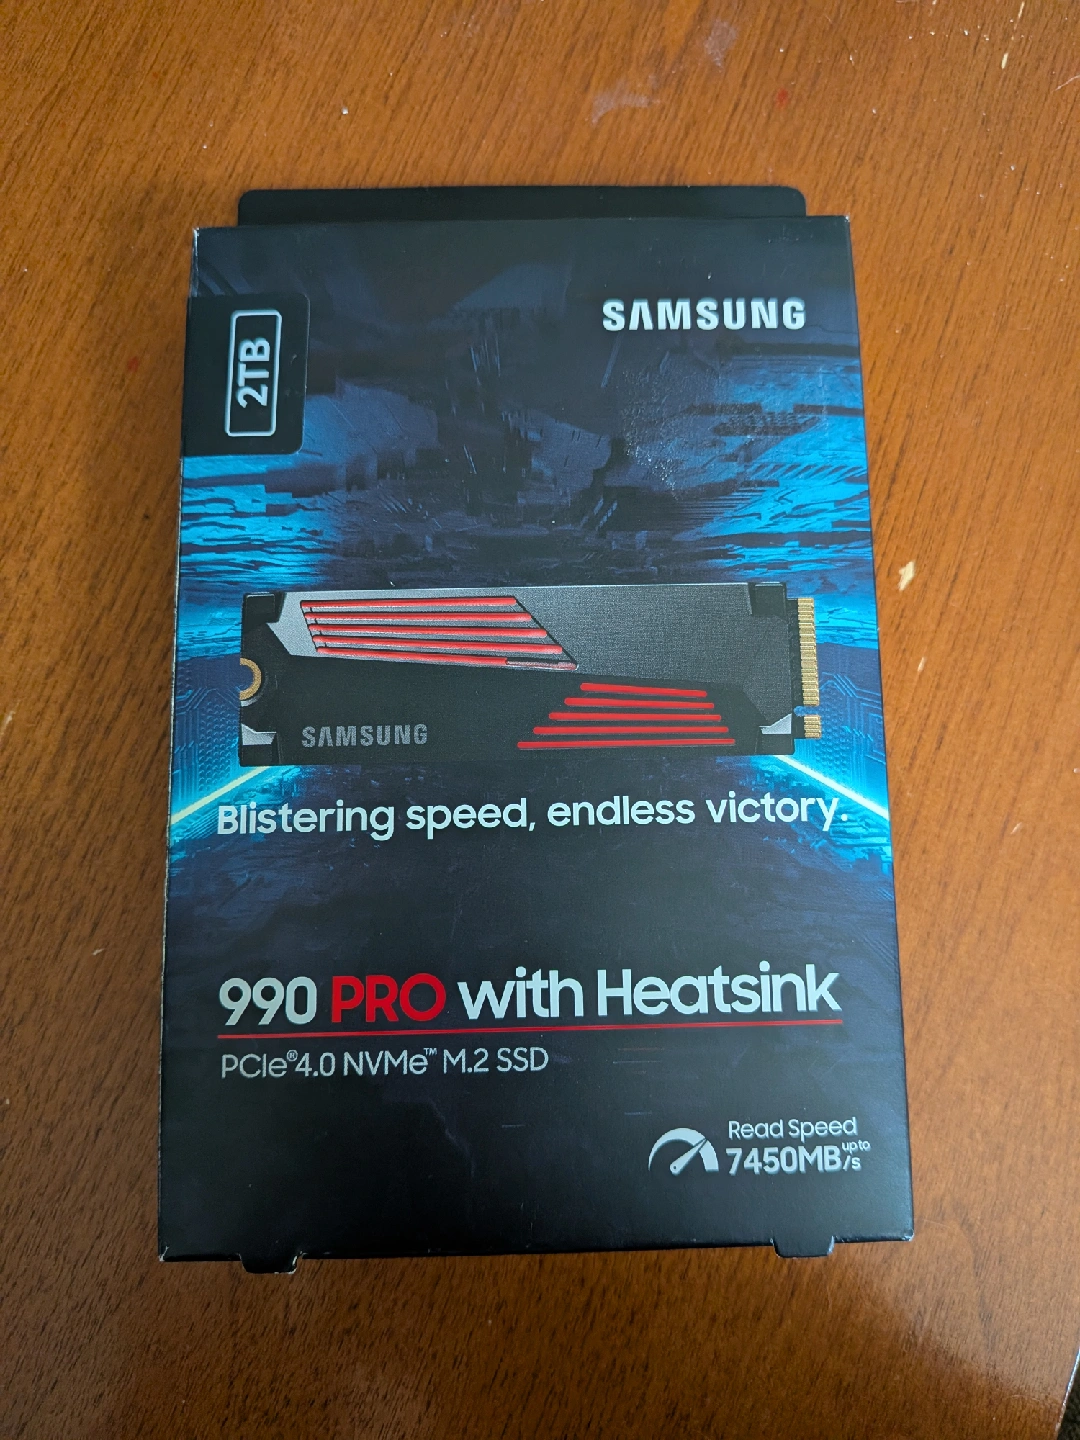 SAMSUNG
2TB
SAMSUNG
Blistering speed, endless victory.
990 PRO with Heatsink
PCIe®4.0 NVMe™ M.2 SSD
Read Speed
up to
7450MB/s